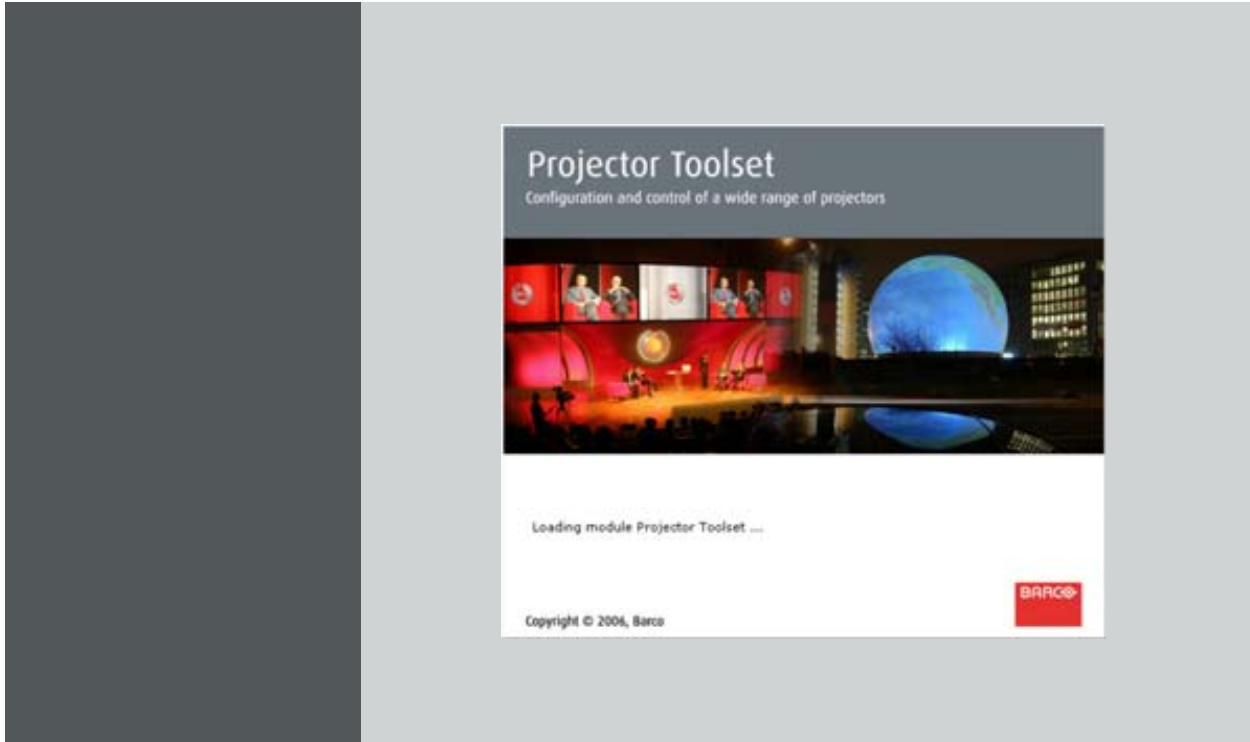 Projector Toolset
Configuration and control of a wide range of projectors
Loading module Projector Toolset ....
BARCO
Copyright © 2006, Barco